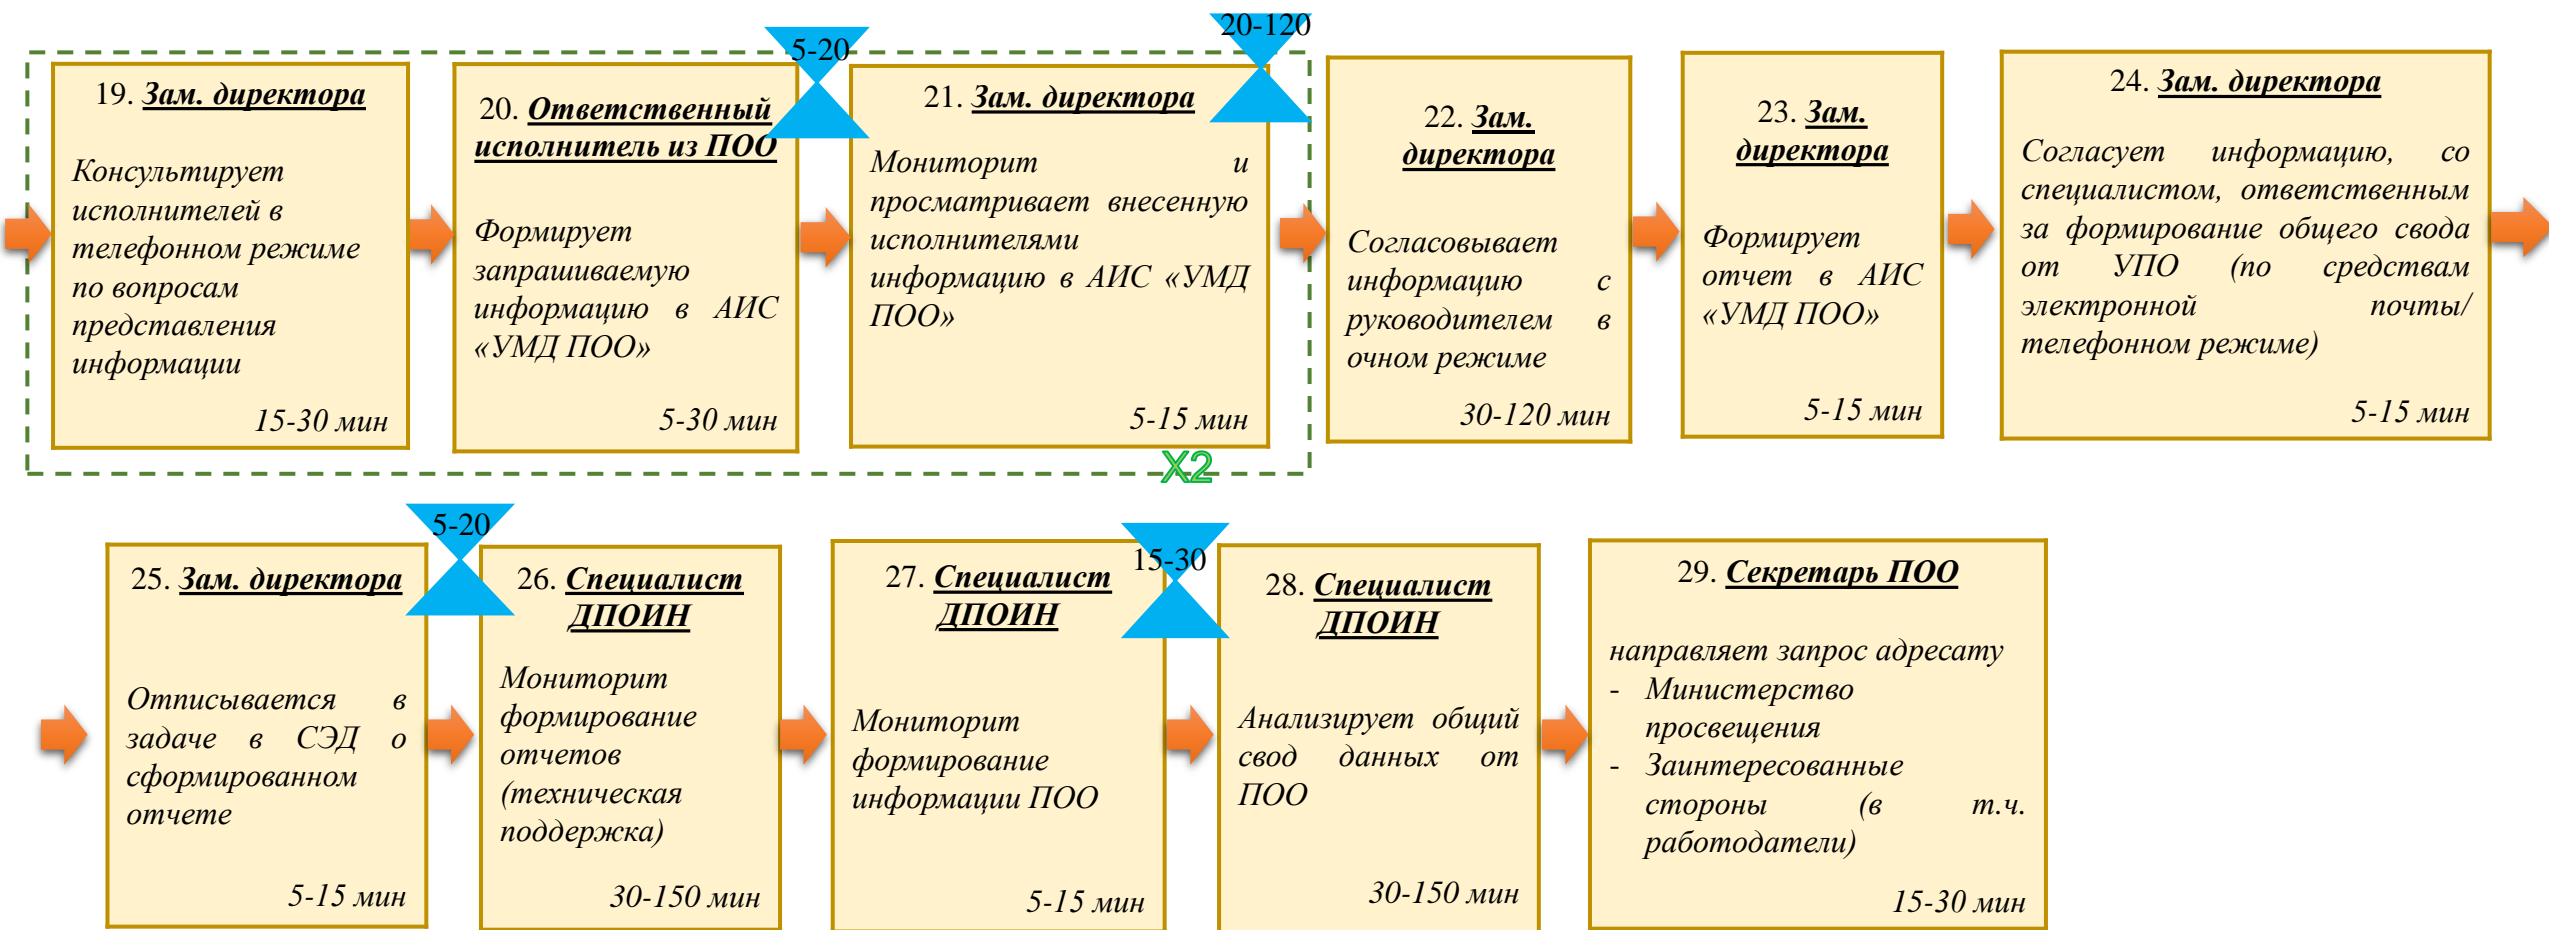 5-20
20-120
19. Зам. директора
Консультирует
исполнителей в
телефонном режиме
по вопросам
представления
информации
15-30 мин
20. Ответственный
исполнитель из ПОО
Формирует
запрашиваемую
информацию в АИС
«УМД ПОО»
5-30 мин
21. Зам. директора
Мониторит и
просматривает внесенную
исполнителями
информацию в АИС «УМД
ПОО»
5-15 мин
X2
22. Зам.
директора
Согласовывает
информацию с
руководителем в
очном режиме
30-120 мин
23. Зам.
директора
Формирует
отчет в АИС
«УМД ПОО»
5-15 мин
24. Зам. директора
Согласует информацию, со
специалистом, ответственным
за формирование общего свода
от УПО (по средствам
электронной почты/
телефонном режиме)
5-15 мин
5-20
15-30
25. Зам. директора
Отписывается в
задаче в СЭД о
сформированном
отчете
5-15 мин
26. Специалист
ДПОИН
Мониторит
формирование
отчетов
(техническая
поддержка)
30-150 мин
27. Специалист
ДПОИН
Мониторит
формирование
информации ПОО
5-15 мин
28. Специалист
ДПОИН
Анализирует общий
свод данных от
ПОО
30-150 мин
29. Секретарь ПОО
направляет запрос адресату
- Министерство
просвещения
- Заинтересованные
стороны (в т.ч.
работодатели)
15-30 мин